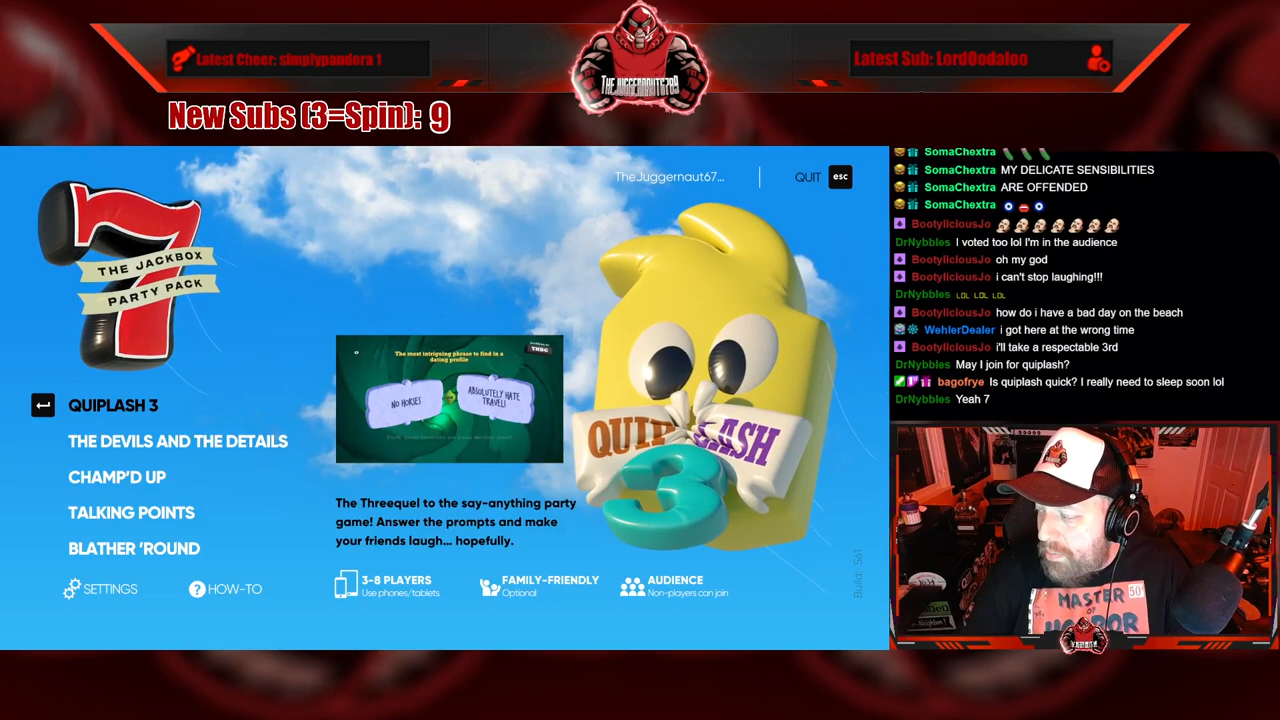 Latest Cheer: simplypandora 1
THEJUGGERNAUT6789
Latest Sub: LordOodaloo
New Subs (3=Spin): 9
TheJuggernaut67...
QUIT esc
7
THE JACKBOX
PARTY PACK
QUIPLASH 3
THE DEVILS AND THE DETAILS
CHAMP'D UP
TALKING POINTS
BLATHER 'ROUND
SETTINGS
HOW-TO
The most intriguing phrase to find in a
dating profile
NO HORSES
ABSOLUTELY HATE
TRAVEL!
QUIPLASH
3
The Threequel to the say-anything party
game! Answer the prompts and make
your friends laugh... hopefully.
3-8 PLAYERS
Use phones/tablets
FAMILY-FRIENDLY
Optional
AUDIENCE
Non-players can join
Build: 561
SomaChextra
SomaChextra MY DELICATE SENSIBILITIES
SomaChextra ARE OFFENDED
SomaChextra
BootyliciousJo
DrNybbles I voted too lol I'm in the audience
BootyliciousJo oh my god
BootyliciousJo i can't stop laughing!!!
DrNybbles LOL LOL LOL
BootyliciousJo how do i have a bad day on the beach
WehlerDealer i got here at the wrong time
BootyliciousJo i'll take a respectable 3rd
DrNybbles May I join for quiplash?
bagofrye Is quiplash quick? I really need to sleep soon lol
DrNybbles Yeah 7
MASTER
OF
HORROR
50¢